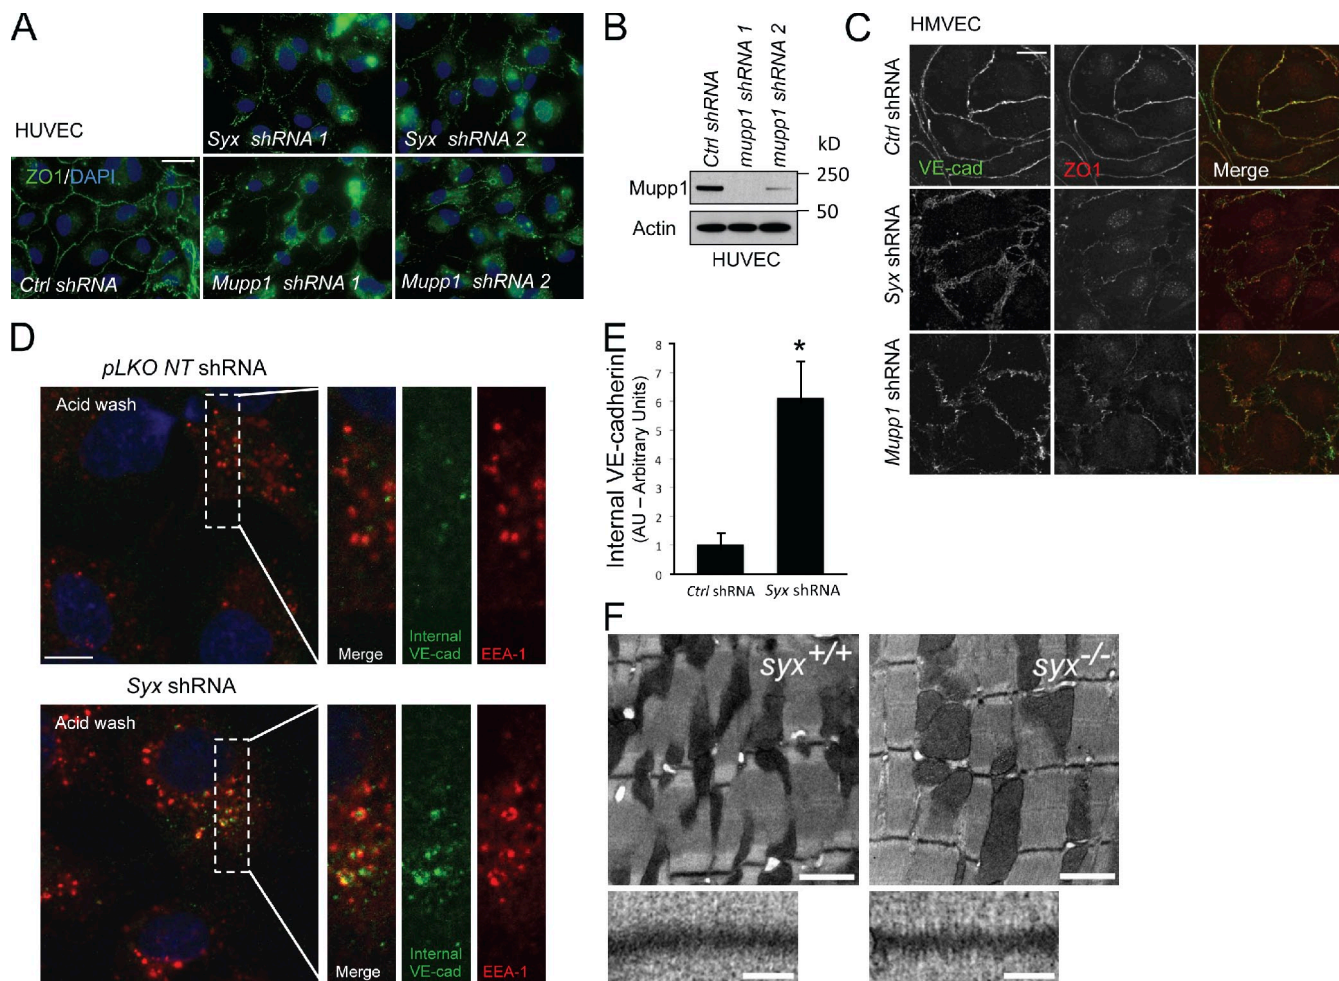 A
HUVEC
Syx shRNA 1
Syx shRNA 2
ZO1/DAPI
Ctrl shRNA
Mupp1 shRNA 1
Mupp1 shRNA 2
B
Ctrl shRNA
mupp1 shRNA 1
mupp1 shRNA 2
kD
Mupp1
250
50
Actin
HUVEC
C
HMVEC
Ctrl shRNA
VE-cad
ZO1
Merge
Syx shRNA
Mupp1 shRNA
D
pLKO NT shRNA
Acid wash
Merge
Internal
VE-cad
EEA-1
Syx shRNA
Acid wash
Merge
Internal
VE-cad
EEA-1
E
Internal VE-cadherin
(AU – Arbitrary Units)
8
7
6
5
4
3
2
1
0
*
Ctrl shRNA
Syx shRNA
F
syx+/+
syx-/-